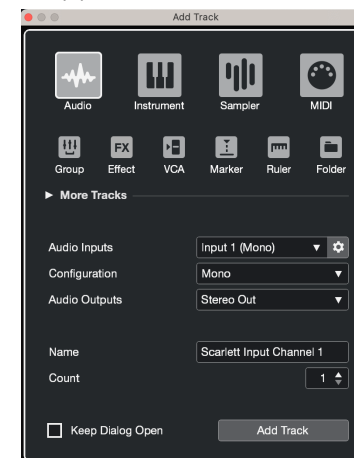 Add Track
Audio Instrument Sampler MIDI
FX
Group Effect VCA Marker Ruler Folder
More Tracks
Audio Inputs Input 1 (Mono)
Configuration Mono
Audio Outputs Stereo Out
Name Scarlett Input Channel 1
Count 1
Keep Dialog Open Add Track